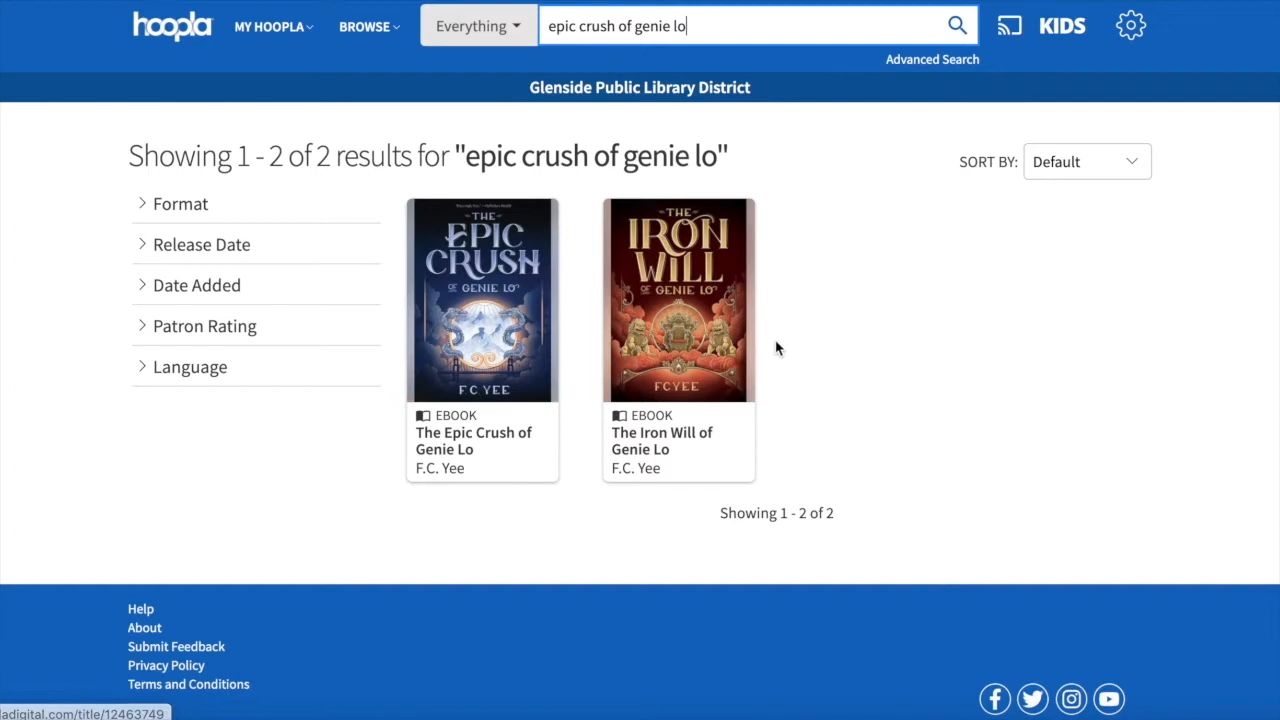 hoopla
MY HOOPLA
BROWSE
Everything
epic crush of genie lo
KIDS
Advanced Search
Glenside Public Library District
Showing 1 - 2 of 2 results for "epic crush of genie lo"
SORT BY: Default
Format
Release Date
Date Added
Patron Rating
Language
THE
EPIC
CRUSH
OF GENIE LO
F.C. YEE
EBOOK
The Epic Crush of
Genie Lo
F.C. Yee
THE
IRON
WILL
OF GENIE LO
F.C. YEE
EBOOK
The Iron Will of
Genie Lo
F.C. Yee
Showing 1 - 2 of 2
Help
About
Submit Feedback
Privacy Policy
Terms and Conditions
ladigital.com/title/12463749